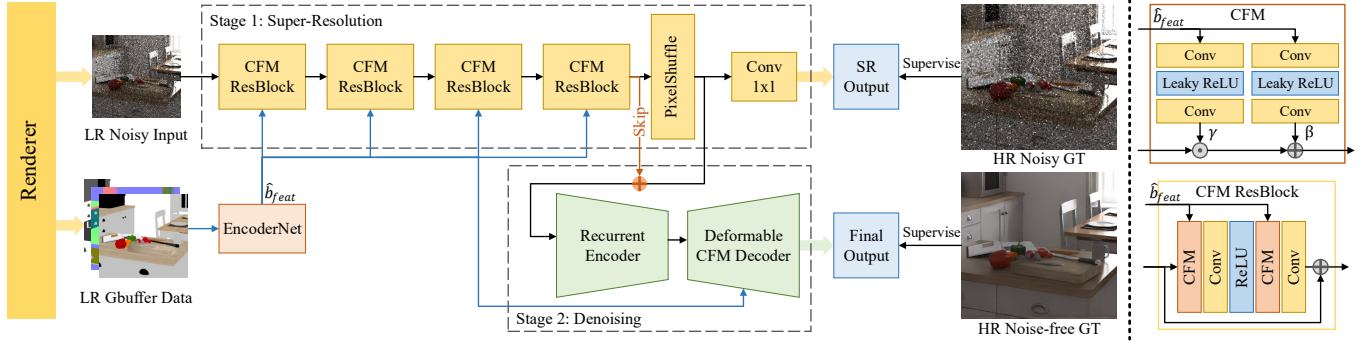 Renderer
LR Noisy Input
LR Gbuffer Data
Stage 1: Super-Resolution
CFM
ResBlock
CFM
ResBlock
CFM
ResBlock
CFM
ResBlock
Skip
PixelShuffle
Conv
1x1
SR
Output
Supervise
HR Noisy GT
b̂feat
EncoderNet
Recurrent
Encoder
Deformable
CFM Decoder
Stage 2: Denoising
Final
Output
Supervise
HR Noise-free GT
b̂feat
CFM
Conv
Conv
Leaky ReLU
Leaky ReLU
Conv
Conv
γ
β
b̂feat
CFM ResBlock
CFM
Conv
ReLU
CFM
Conv